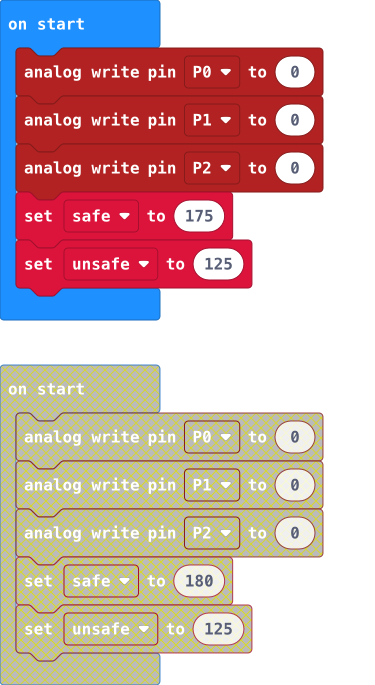 on start
analog write pin P0 to 0
analog write pin P1 to 0
analog write pin P2 to 0
set safe to 175
set unsafe to 125
on start
analog write pin P0 to 0
analog write pin P1 to 0
analog write pin P2 to 0
set safe to 180
set unsafe to 125